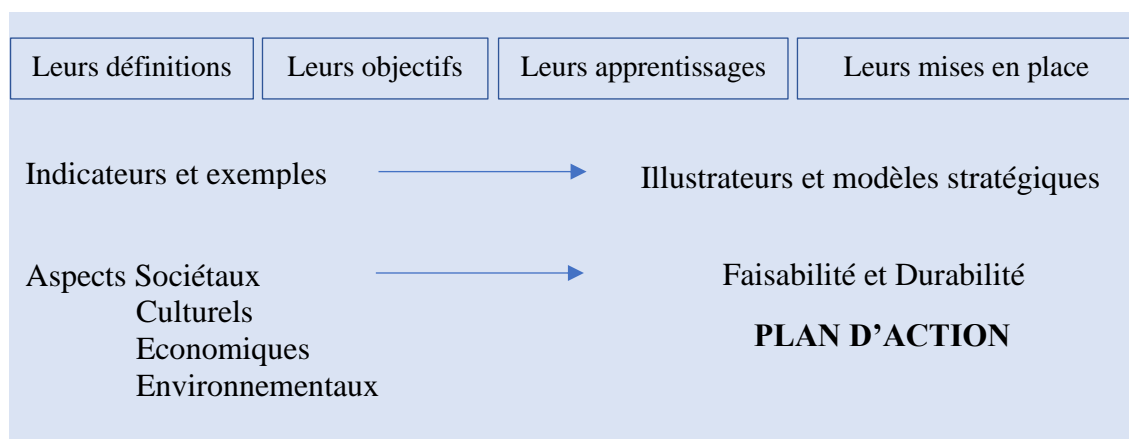 Leurs définitions
Leurs objectifs
Leurs apprentissages
Leurs mises en place
Indicateurs et exemples
Illustrateurs et modèles stratégiques
Aspects Sociétaux
Culturels
Economiques
Environnementaux
Faisabilité et Durabilité
PLAN D’ACTION